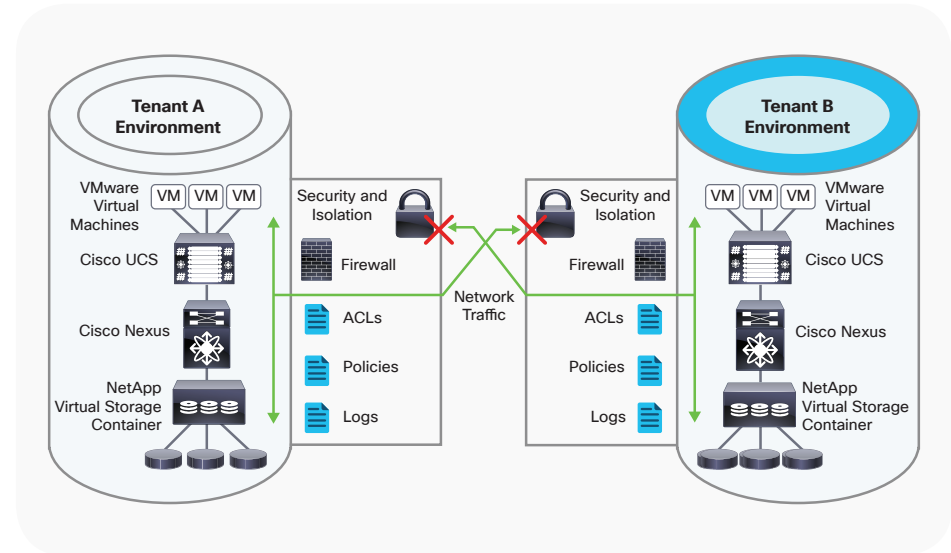 Tenant A
Environment
VMware
Virtual
Machines
VM
VM
VM
Cisco UCS
Cisco Nexus
NetApp
Virtual Storage
Container
Security and
Isolation
Firewall
ACLs
Policies
Logs
Network
Traffic
Security and
Isolation
Firewall
ACLs
Policies
Logs
Tenant B
Environment
VM
VM
VM
VMware
Virtual
Machines
Cisco UCS
Cisco Nexus
NetApp
Virtual Storage
Container